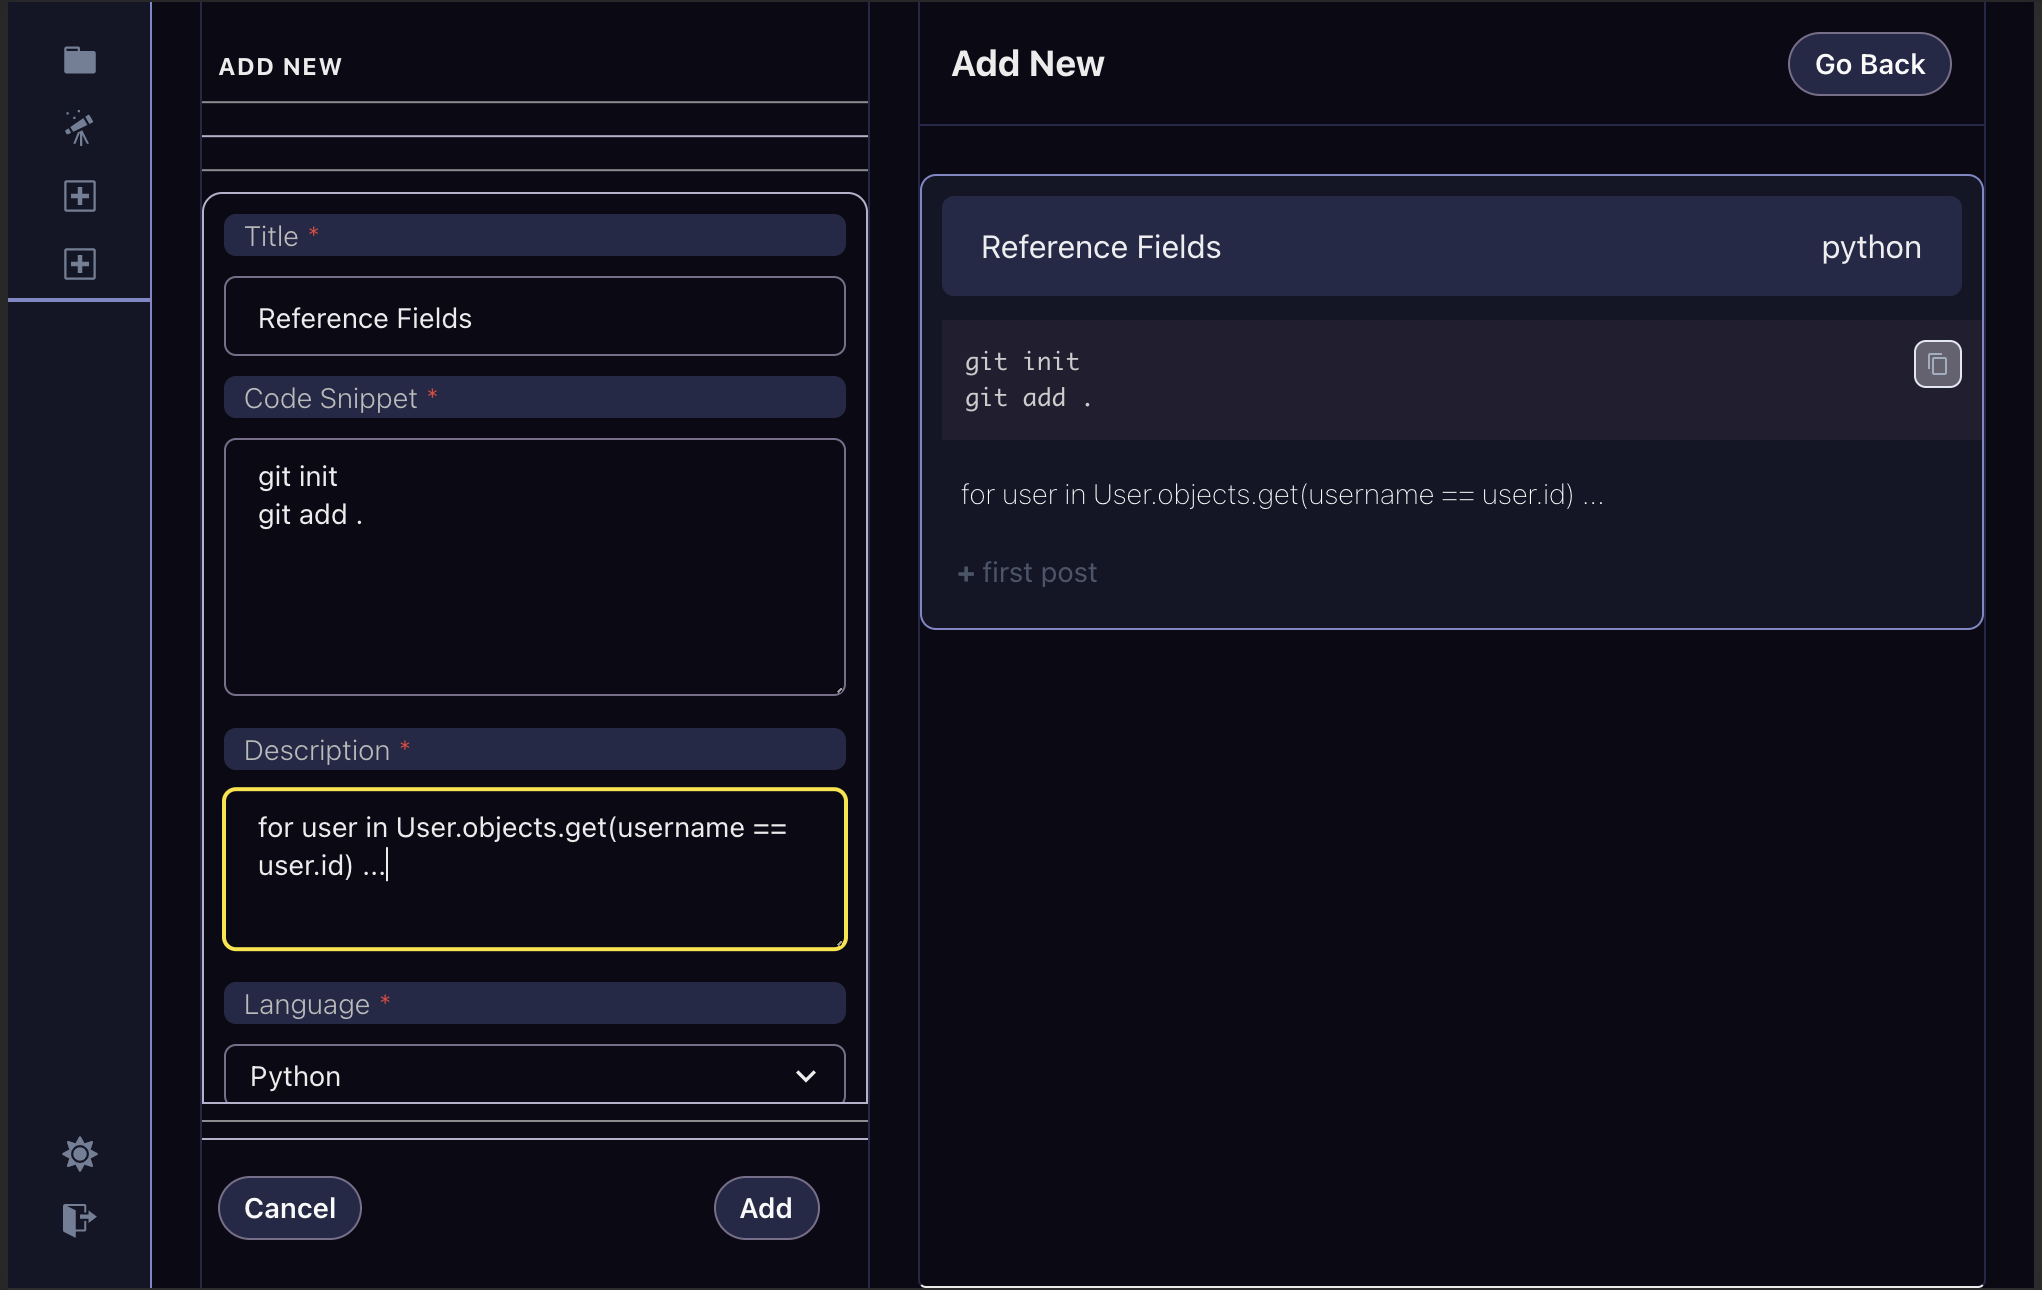 ADD NEW
Title *
Reference Fields
Code Snippet *
git init
git add .
Description *
for user in User.objects.get(username ==
user.id) ...
Language *
Python
Cancel
Add
Add New
Go Back
Reference Fields
python
git init
git add .
for user in User.objects.get(username == user.id) ...
+ first post